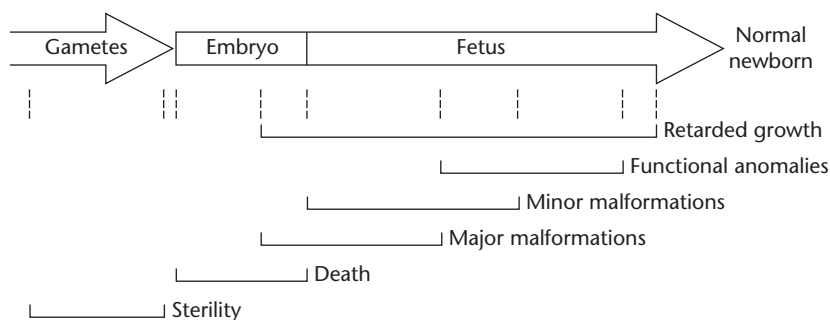 Gametes
Embryo
Fetus
Normal
newborn
Retarded growth
Functional anomalies
Minor malformations
Major malformations
Death
Sterility